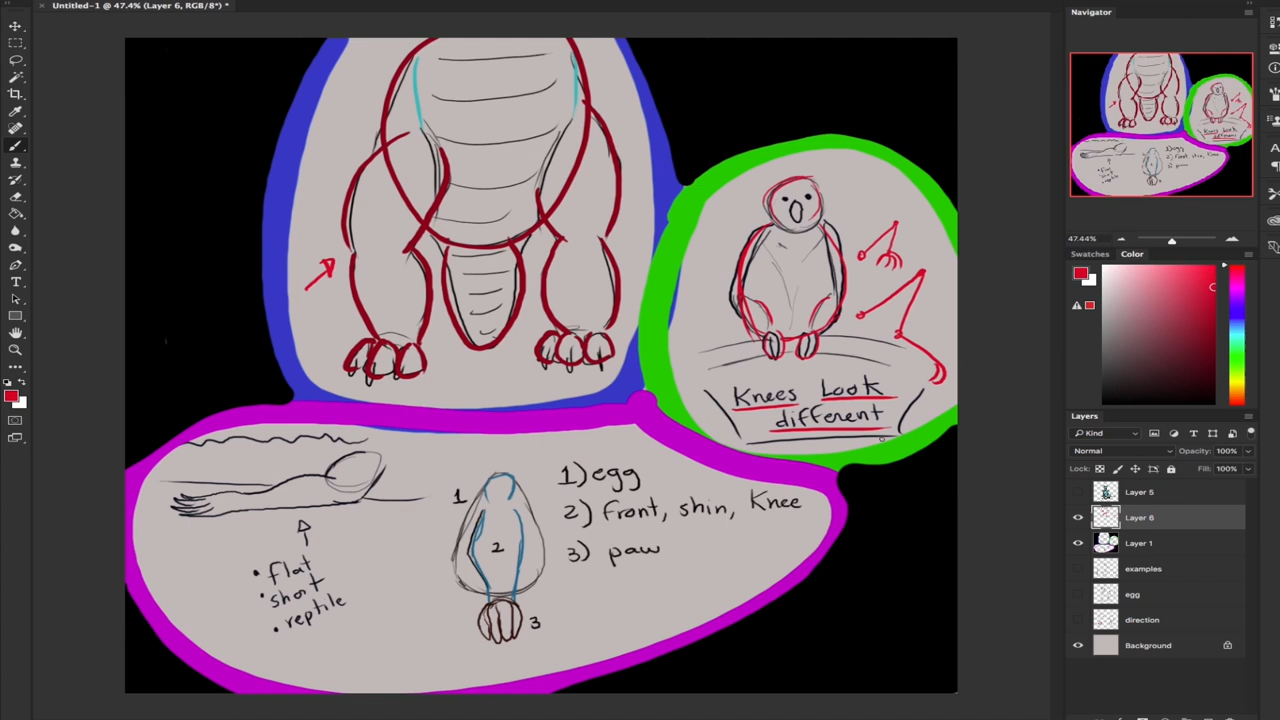 Untitled-1 @ 47.4% (Layer 6, RGB/8*) *
Navigator
47.44%
Swatches
Color
Layers
Kind
Normal
Opacity: 100%
Lock:
Fill: 100%
Layer 5
Layer 6
Layer 1
examples
egg
direction
Background
Knees Look
different
1
2
3
1) egg
2) front, shin, Knee
3) paw
• flat
• short
• reptile